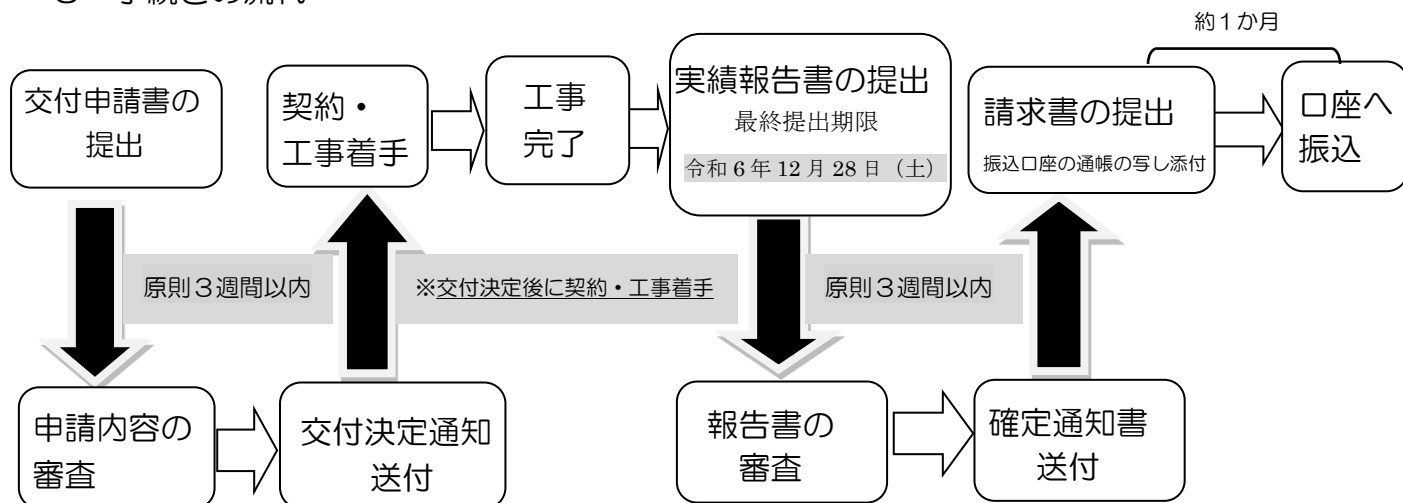 約１か月
交付申請書の
提出
契約・
工事着手
工事
完了
実績報告書の提出
最終提出期限
令和 6 年 12 月 28 日（土）
請求書の提出
振込口座の通帳の写し添付
口座へ
振込
原則３週間以内
※交付決定後に契約・工事着手
原則３週間以内
申請内容の
審査
交付決定通知
送付
報告書の
審査
確定通知書
送付